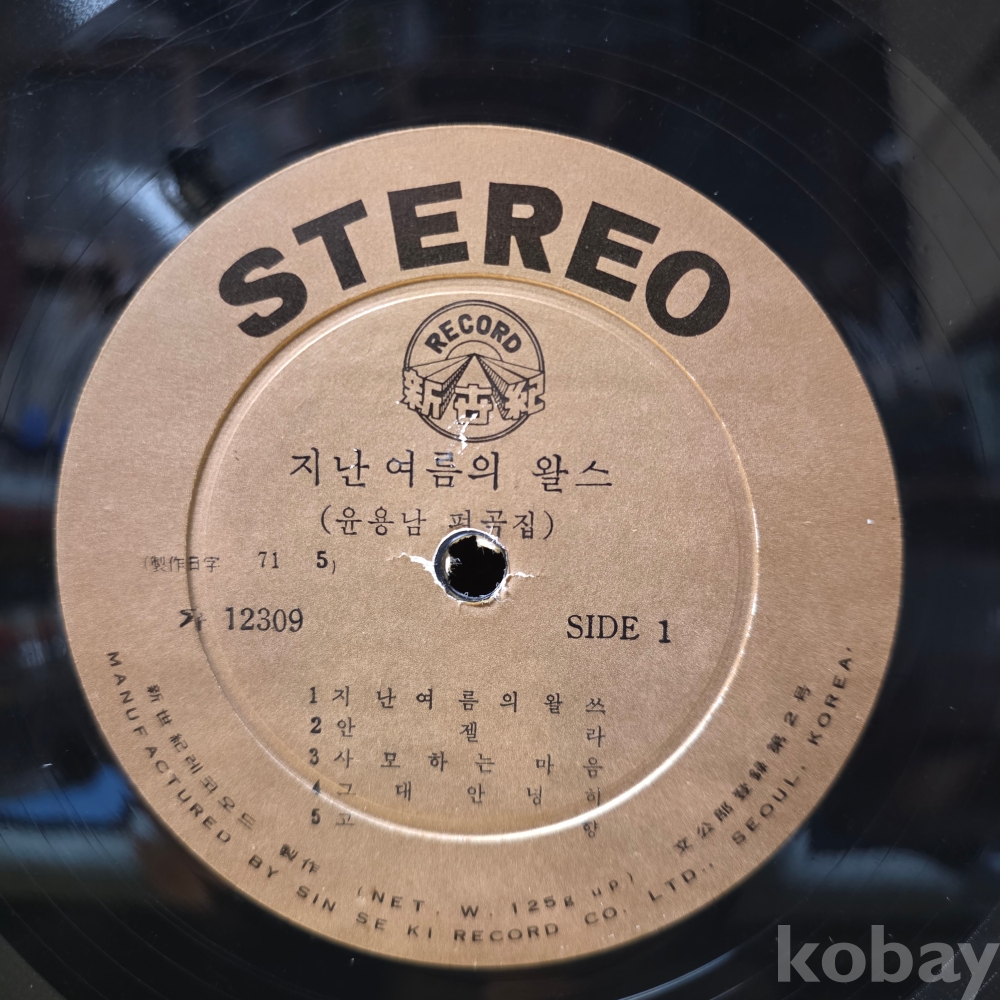 STEREO
RECORD
新世紀
지난여름의 왈스
(윤용남 편곡집)
(製作日字 71 5)
가 12309
SIDE 1
1 지난여름의왈쓰
2 안젤라
3 사모하는마음
4 그대안녕히
5 고향
新世紀레코오드 製作 文公部登錄第2号
MANUFACTURED BY SIN SE KI RECORD CO. LTD., SEOUL, KOREA.
(NET. W. 125g up)
kobay